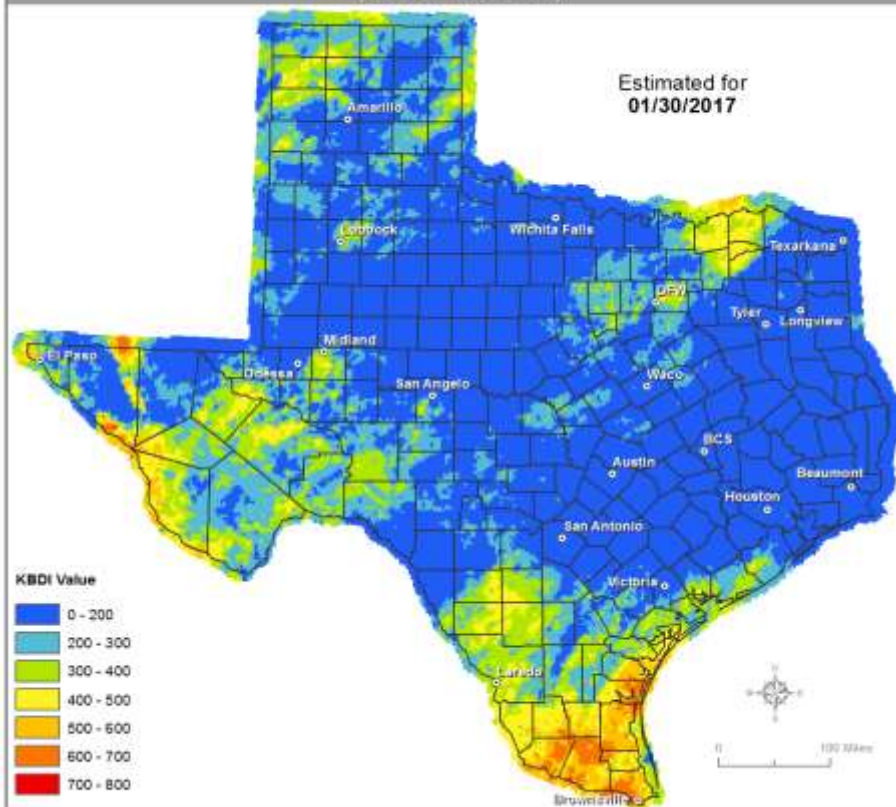 Estimated for
01/30/2017
Amarillo
Lubbock
Wichita Falls
Texarkana
DFW
Tyler
Longview
El Paso
Midland
Odessa
San Angelo
Waco
BCS
Austin
Beaumont
Houston
San Antonio
Victoria
Laredo
Brownsville
KBDI Value
0 - 200
200 - 300
300 - 400
400 - 500
500 - 600
600 - 700
700 - 800
0 100 Miles